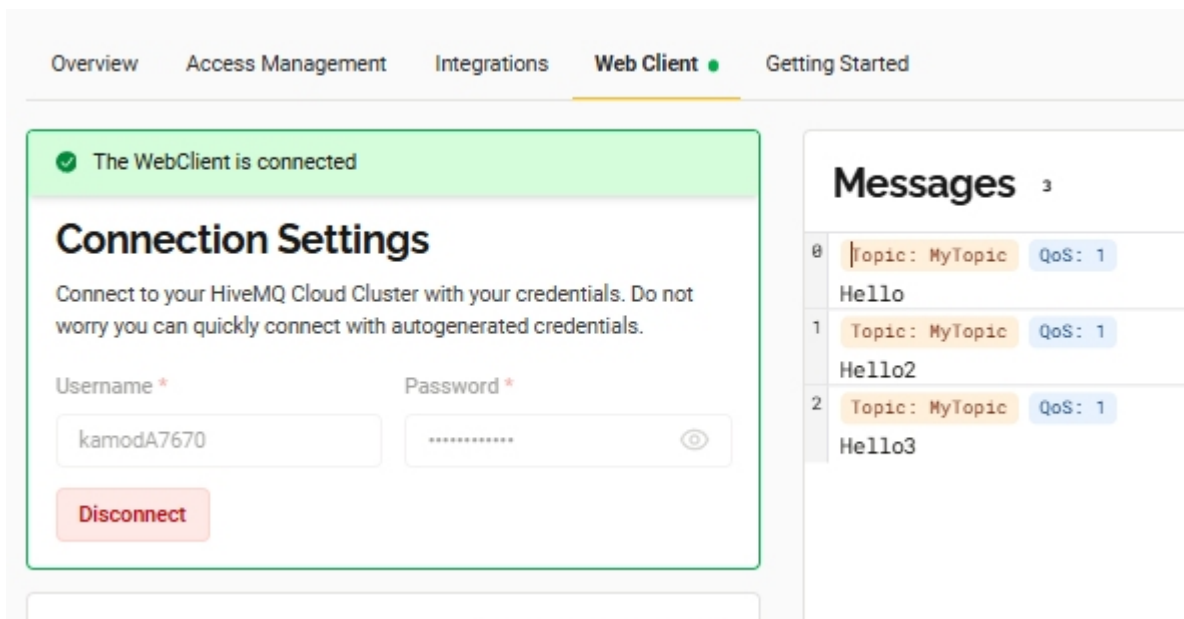 Overview Access Management Integrations Web Client Getting Started
The WebClient is connected
Connection Settings
Connect to your HiveMQ Cloud Cluster with your credentials. Do not
worry you can quickly connect with autogenerated credentials.
Username * Password *
kamodA7670 ••••••••••••
Disconnect
Messages 3
0 Topic: MyTopic QoS: 1
Hello
1 Topic: MyTopic QoS: 1
Hello2
2 Topic: MyTopic QoS: 1
Hello3